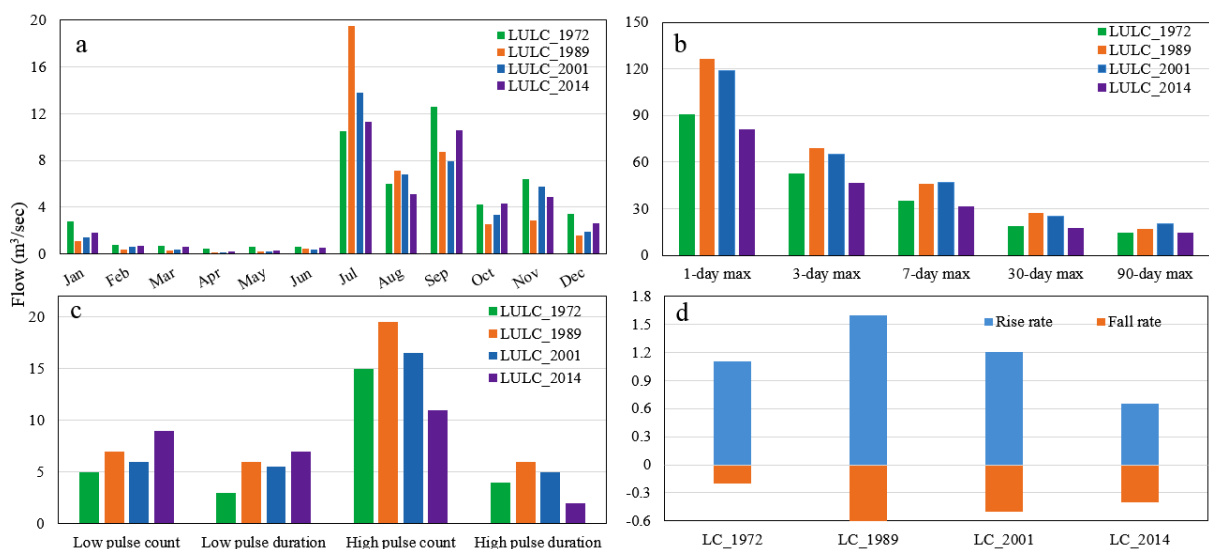 Flow (m³/sec)
a
20
16
12
8
4
0
LULC_1972
LULC_1989
LULC_2001
LULC_2014
Jan Feb Mar Apr May Jun Jul Aug Sep Oct Nov Dec
b
150
120
90
60
30
0
LULC_1972
LULC_1989
LULC_2001
LULC_2014
1-day max 3-day max 7-day max 30-day max 90-day max
c
20
15
10
5
0
LULC_1972
LULC_1989
LULC_2001
LULC_2014
Low pulse count Low pulse duration High pulse count High pulse duration
d
1.8
1.5
1.2
0.9
0.6
0.3
0
-0.3
-0.6
Rise rate Fall rate
LC_1972 LC_1989 LC_2001 LC_2014